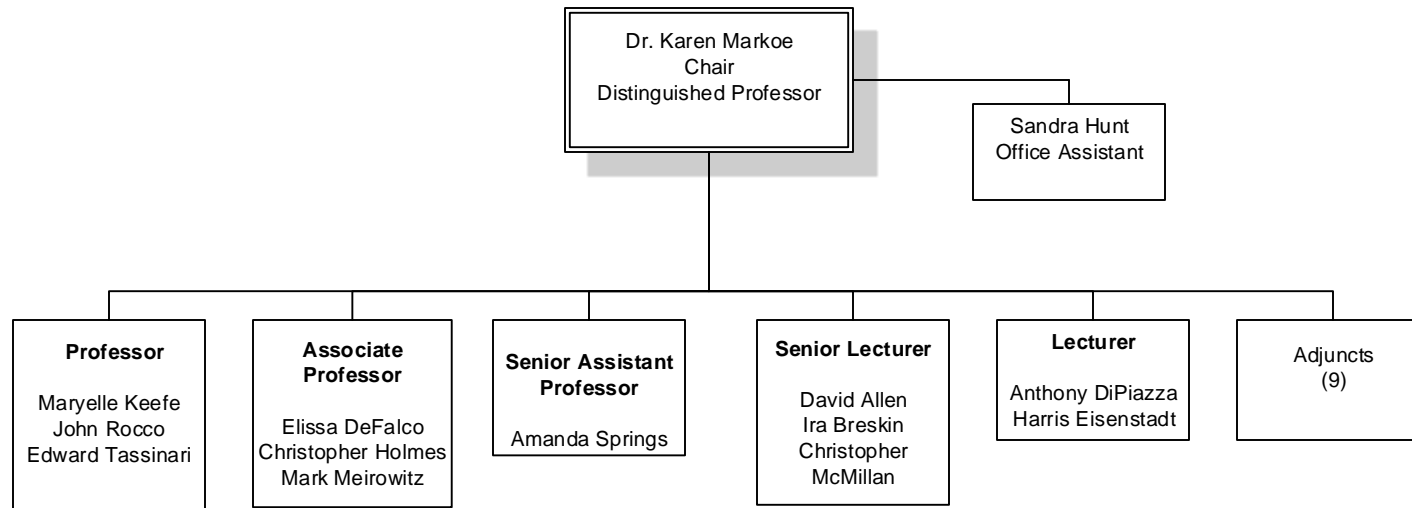 Dr. Karen Markoe
Chair
Distinguished Professor
Sandra Hunt
Office Assistant
Professor
Maryelle Keefe
John Rocco
Edward Tassinari
Associate
Professor
Elissa DeFalco
Christopher Holmes
Mark Meirowitz
Senior Assistant
Professor
Amanda Springs
Senior Lecturer
David Allen
Ira Breskin
Christopher
McMillan
Lecturer
Anthony DiPiazza
Harris Eisenstadt
Adjuncts
(9)